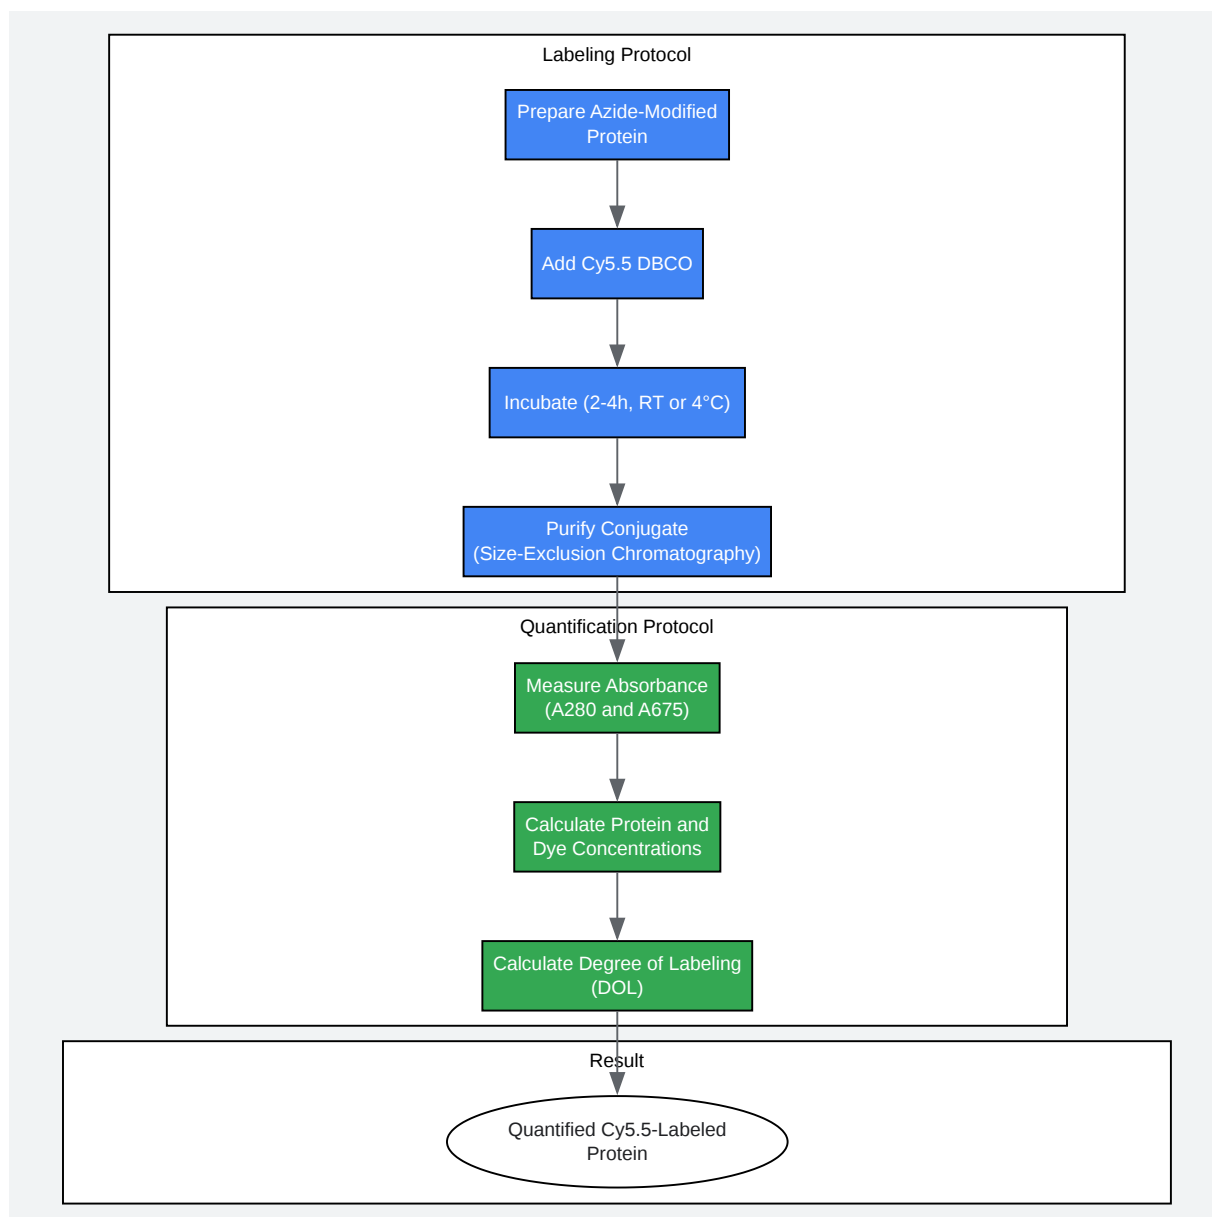 Labeling Protocol
Prepare Azide-Modified
Protein
Add Cy5.5 DBCO
Incubate (2-4h, RT or 4°C)
Purify Conjugate
(Size-Exclusion Chromatography)
Quantification Protocol
Measure Absorbance
(A280 and A675)
Calculate Protein and
Dye Concentrations
Calculate Degree of Labeling
(DOL)
Result
Quantified Cy5.5-Labeled
Protein